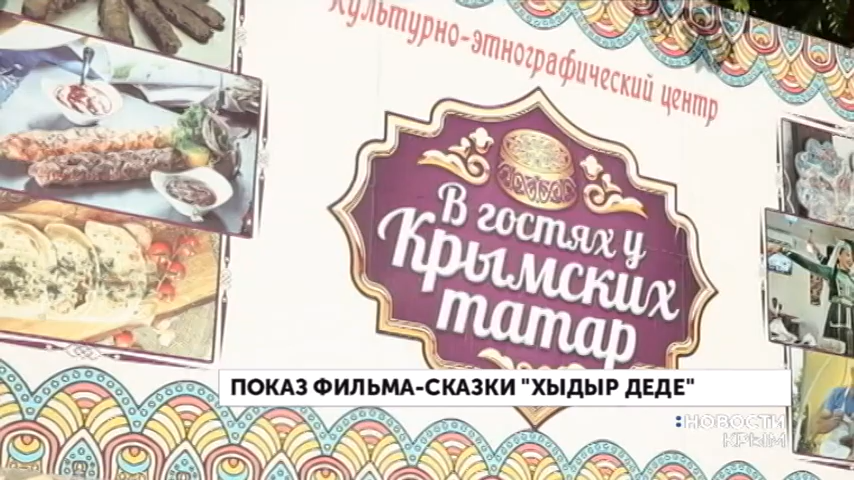 Культурно-этнографический центр
В гостях у
Крымских
татар
ПОКАЗ ФИЛЬМА-СКАЗКИ "ХЫДЫР ДЕДЕ"
:НОВОСТИ
КРЫМ